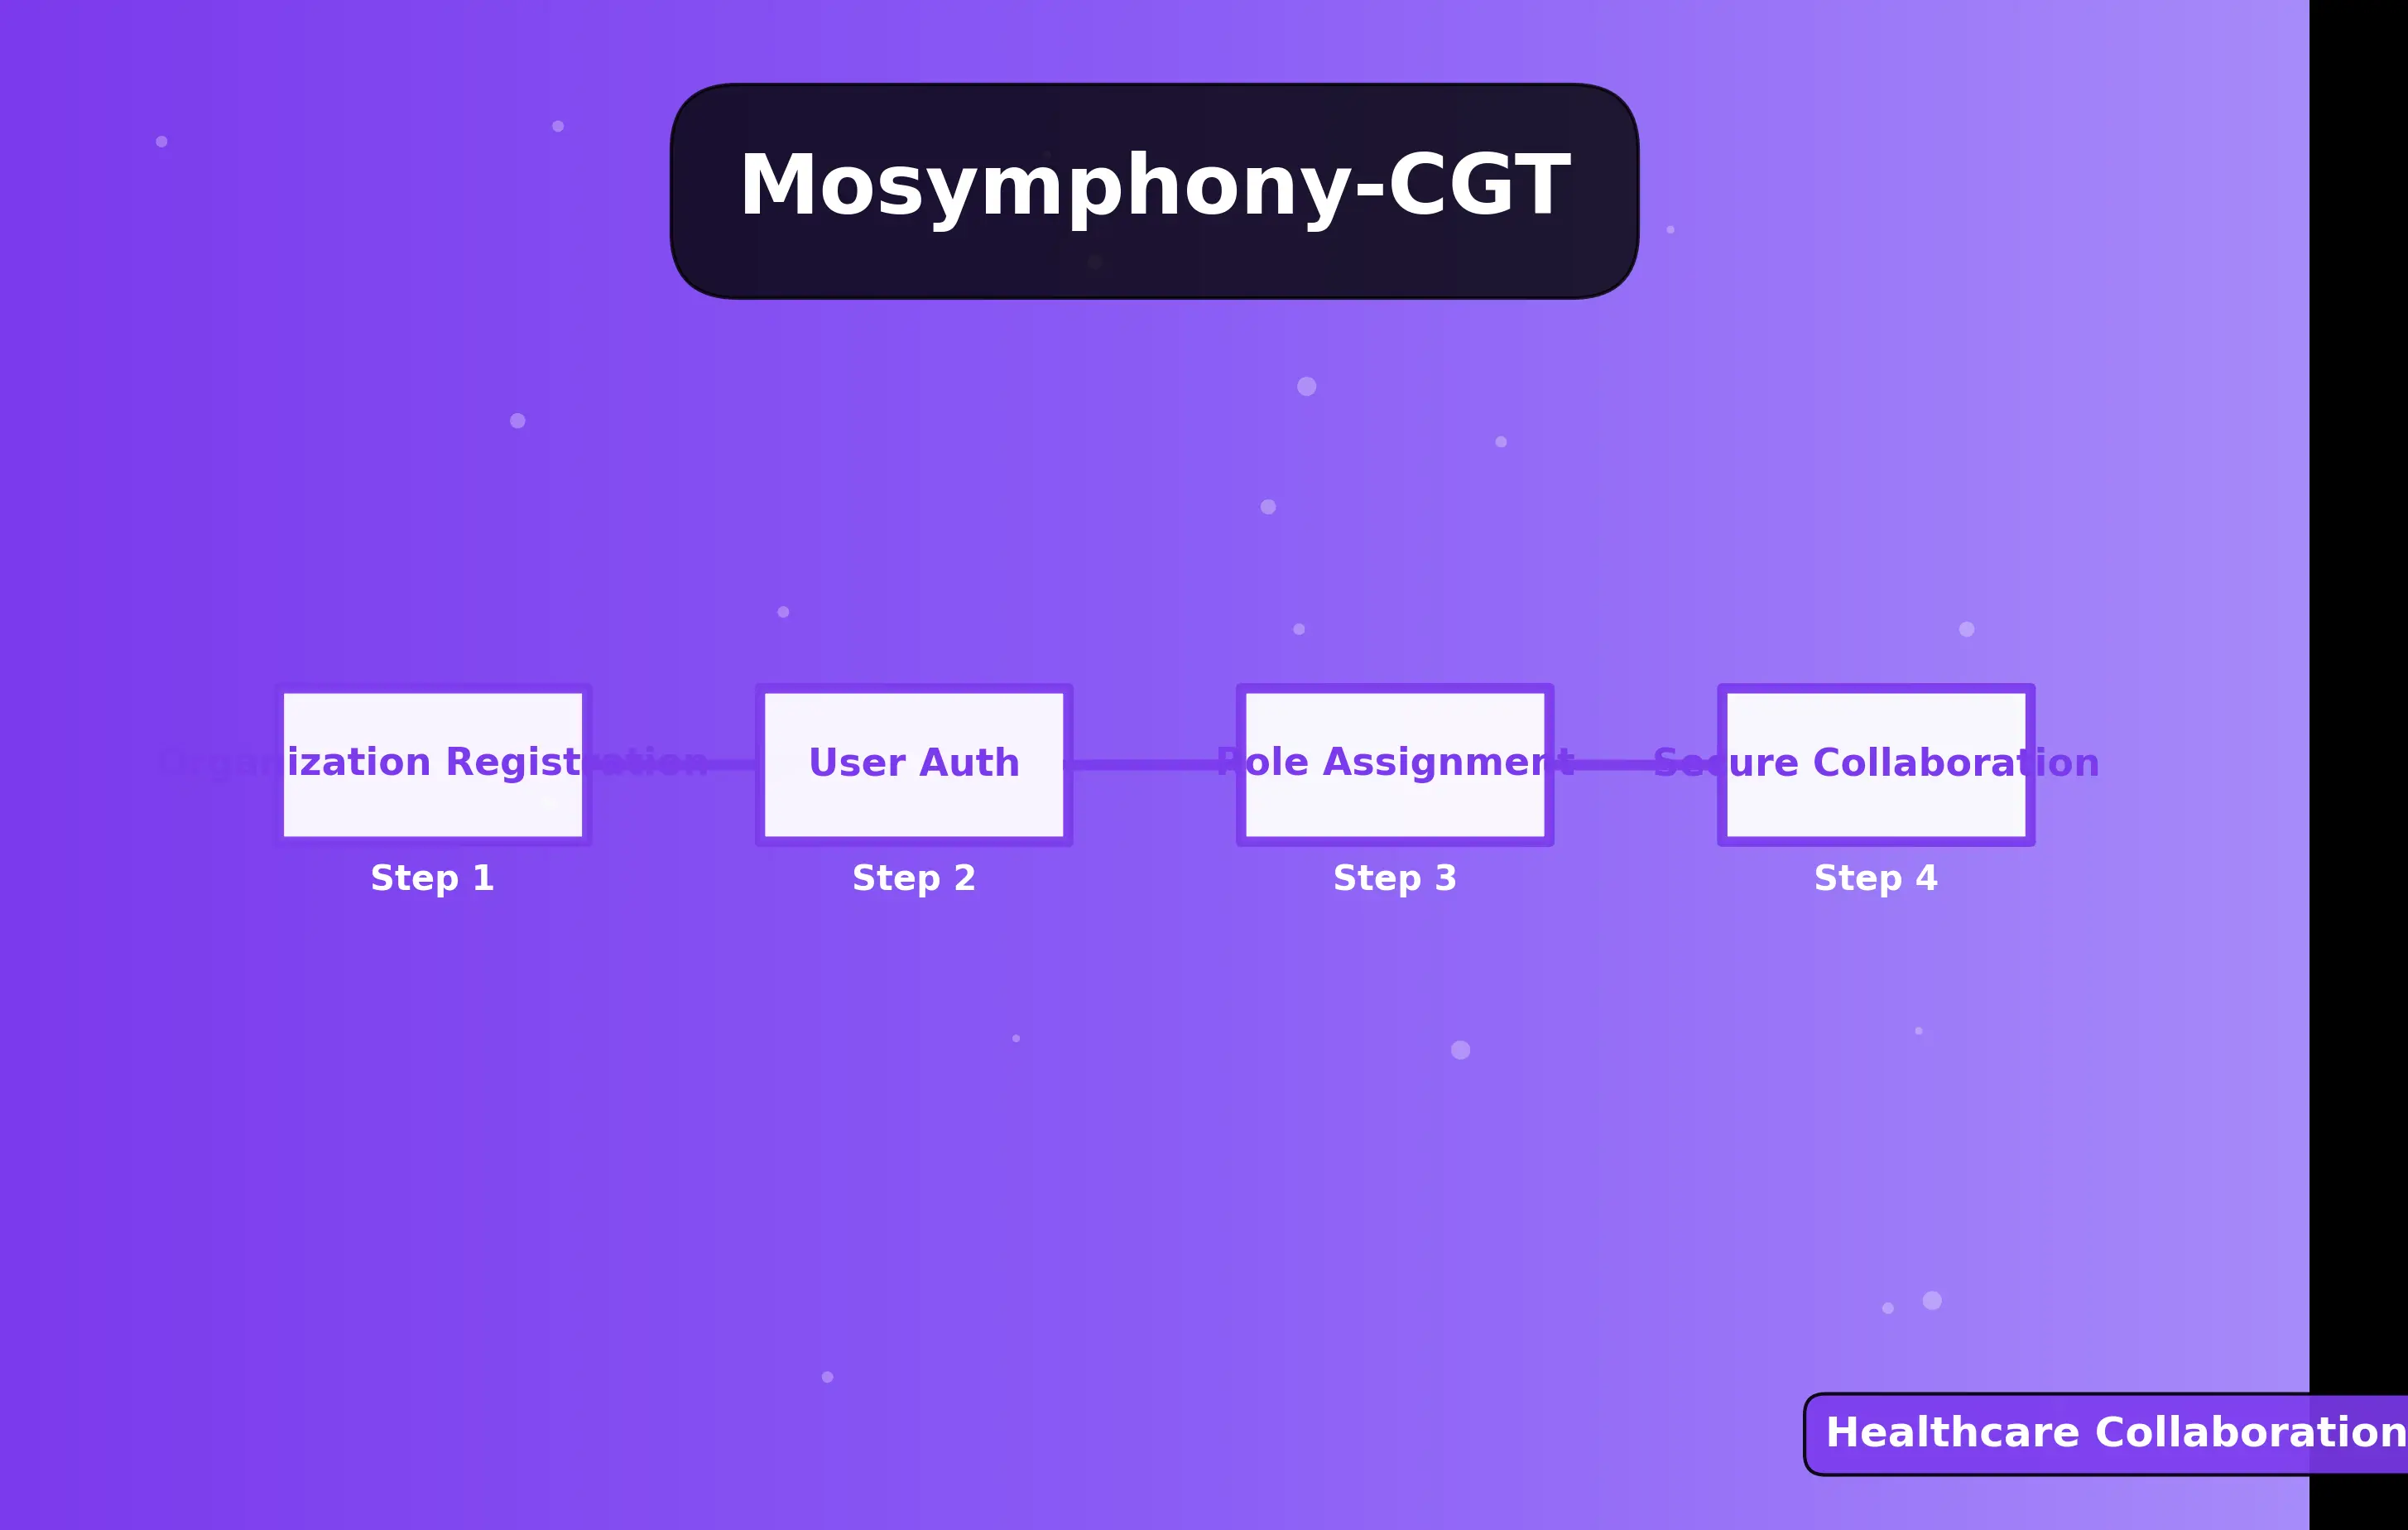 Mosymphony-CGT
Organization Registration
User Auth
Role Assignment
Secure Collaboration
Step 1
Step 2
Step 3
Step 4
Healthcare Collaboration